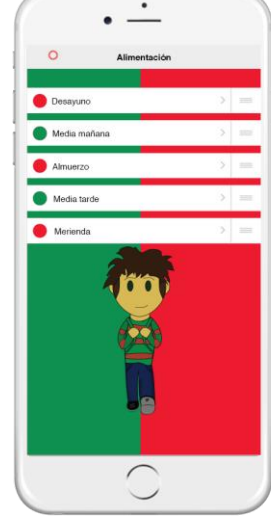 Alimentación
Desayuno
Media mañana
Almuerzo
Media tarde
Merienda